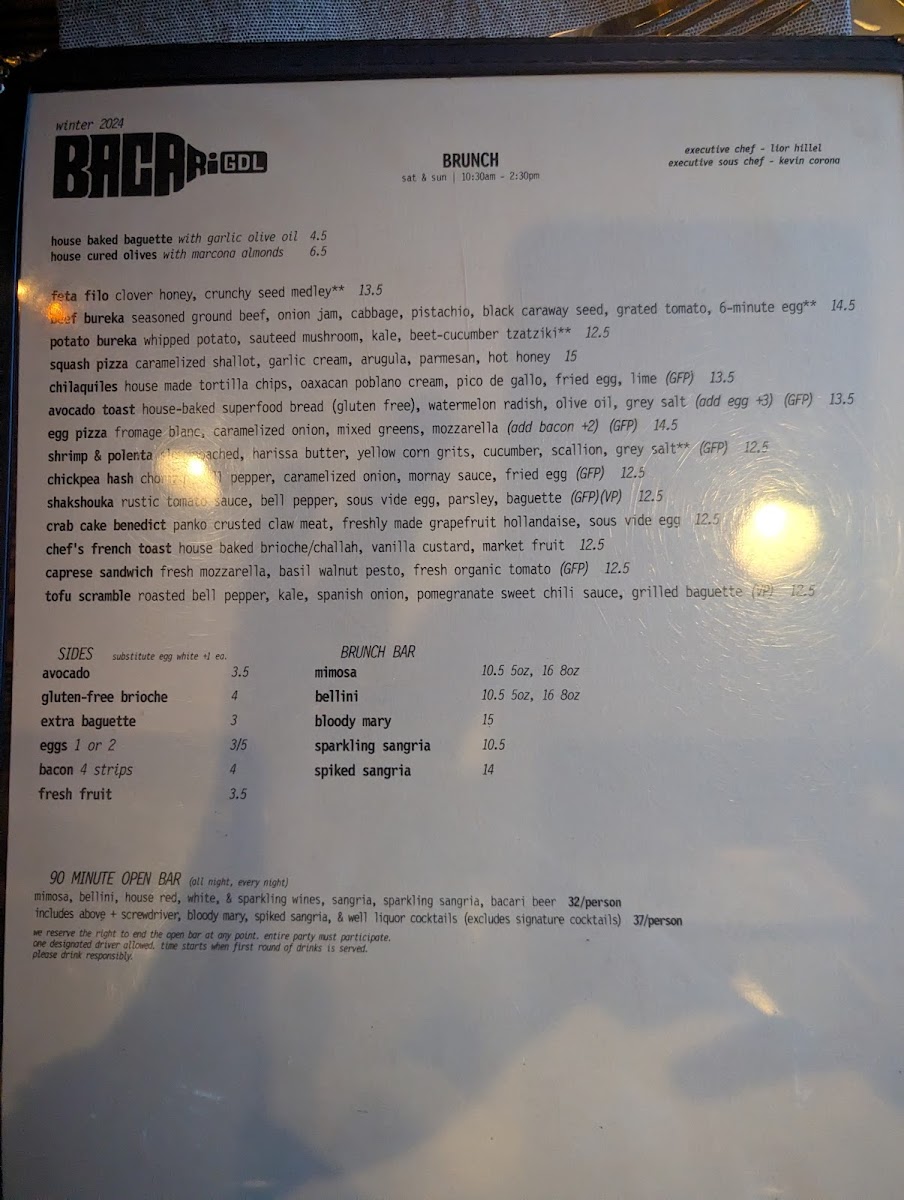 winter 2024
BACARi GDL
BRUNCH
sat & sun | 10:30am - 2:30pm
executive chef - lior hillel
executive sous chef - kevin corona
house baked baguette with garlic olive oil 4.5
house cured olives with marcona almonds 6.5
feta filo clover honey, crunchy seed medley** 13.5
beef bureka seasoned ground beef, onion jam, cabbage, pistachio, black caraway seed, grated tomato, 6-minute egg** 14.5
potato bureka whipped potato, sauteed mushroom, kale, beet-cucumber tzatziki** 12.5
squash pizza caramelized shallot, garlic cream, arugula, parmesan, hot honey 15
chilaquiles house made tortilla chips, oaxacan poblano cream, pico de gallo, fried egg, lime (GFP) 13.5
avocado toast house-baked superfood bread (gluten free), watermelon radish, olive oil, grey salt (add egg +3) (GFP) 13.5
egg pizza fromage blanc, caramelized onion, mixed greens, mozzarella (add bacon +2) (GFP) 14.5
shrimp & polenta harissa butter, yellow corn grits, cucumber, scallion, grey salt** (GFP) 12.5
chickpea hash pepper, caramelized onion, mornay sauce, fried egg (GFP) 12.5
shakshouka rustic tomato sauce, bell pepper, sous vide egg, parsley, baguette (GFP)(VP) 12.5
crab cake benedict panko crusted claw meat, freshly made grapefruit hollandaise, sous vide egg 12.5
chef's french toast house baked brioche/challah, vanilla custard, market fruit 12.5
caprese sandwich fresh mozzarella, basil walnut pesto, fresh organic tomato (GFP) 12.5
tofu scramble roasted bell pepper, kale, spanish onion, pomegranate sweet chili sauce, grilled baguette (VP) 12.5
SIDES substitute egg white +1 ea.
avocado 3.5
gluten-free brioche 4
extra baguette 3
eggs 1 or 2 3/5
bacon 4 strips 4
fresh fruit 3.5
BRUNCH BAR
mimosa 10.5 5oz, 16 8oz
bellini 10.5 5oz, 16 8oz
bloody mary 15
sparkling sangria 10.5
spiked sangria 14
90 MINUTE OPEN BAR (all night, every night)
mimosa, bellini, house red, white, & sparkling wines, sangria, sparkling sangria, bacari beer 32/person
includes above + screwdriver, bloody mary, spiked sangria, & well liquor cocktails (excludes signature cocktails) 37/person
we reserve the right to end the open bar at any point. entire party must participate.
one designated driver allowed. time starts when first round of drinks is served.
please drink responsibly.